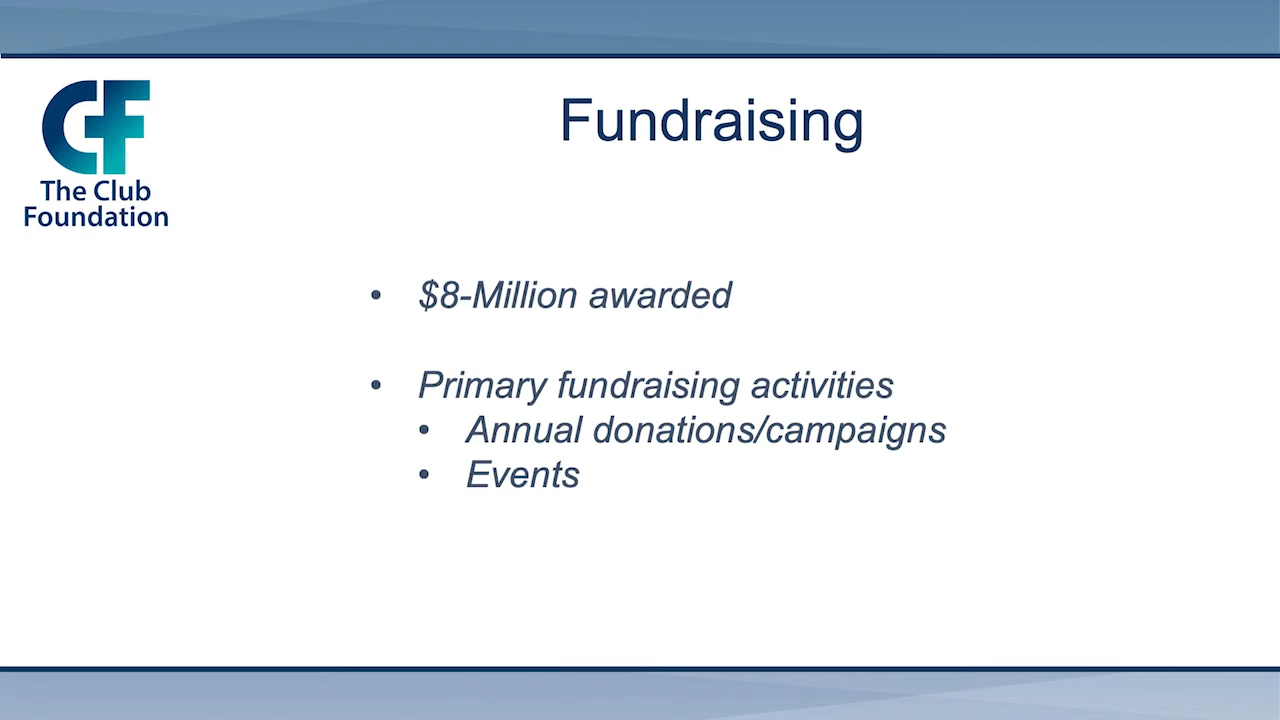 CF
The Club
Foundation
Fundraising
• $8-Million awarded
• Primary fundraising activities
• Annual donations/campaigns
• Events